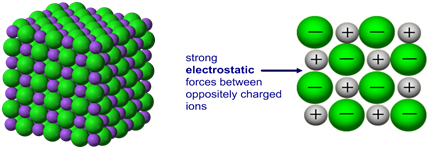 strong
electrostatic
forces between
oppositely charged
ions
− + − +
+ − + −
− + − +
+ − + −